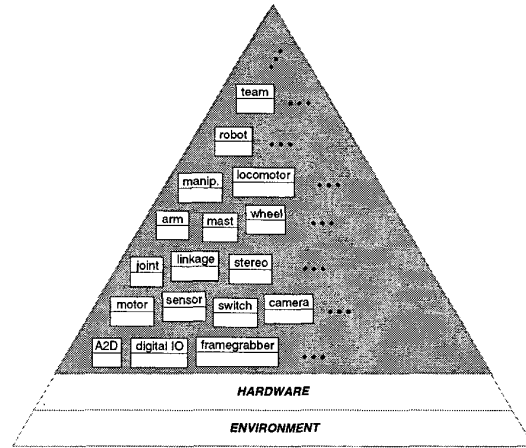 team
robot
manip. locomotor
arm mast wheel
joint linkage stereo
motor sensor switch camera
A2D digital IO framegrabber
HARDWARE
ENVIRONMENT